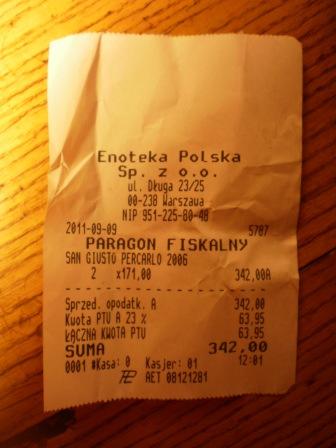 Enoteka Polska
Sp. z o.o.
ul. Długa 23/25
00-238 Warszawa
NIP 951-225-80-48
2011-09-09 5787
PARAGON FISKALNY
SAN GIUSTO PERCARLO 2006
2 x171,00 342,00A
Sprzed. opodatk. A 342,00
Kwota PTU A 23 % 63,95
ŁĄCZNA KWOTA PTU 63,95
SUMA 342,00
0001 #Kasa: 0 Kasjer: 01 12:01
AET 08121281